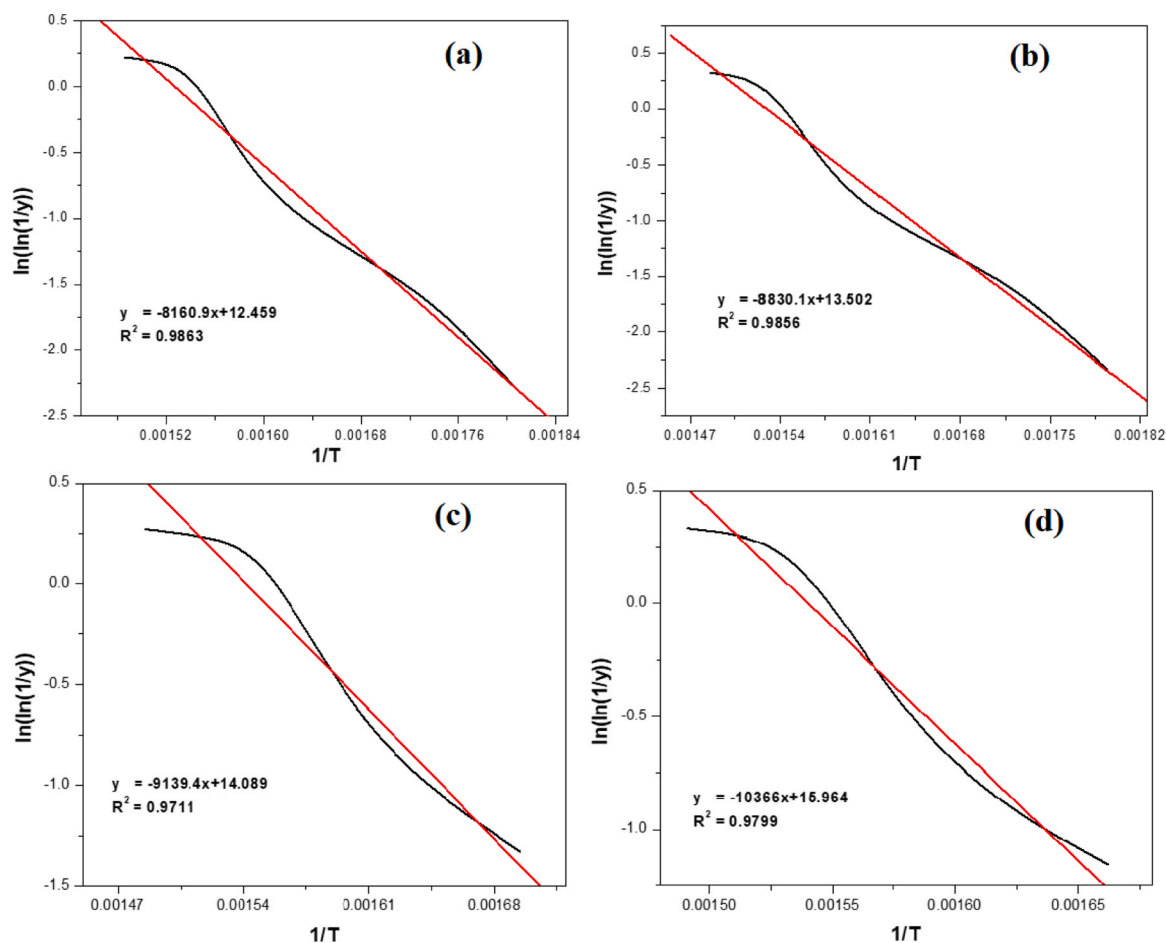 (a)
0.5
0.0
-0.5
-1.0
-1.5
-2.0
-2.5
ln(ln(1/y))
y = -8160.9x+12.459
R² = 0.9863
0.00152 0.00160 0.00168 0.00176 0.00184
1/T
(b)
0.5
0.0
-0.5
-1.0
-1.5
-2.0
-2.5
ln(ln(1/y))
y = -8830.1x+13.502
R² = 0.9856
0.00147 0.00154 0.00161 0.00168 0.00175 0.00182
1/T
(c)
0.5
0.0
-0.5
-1.0
-1.5
ln(ln(1/y))
y = -9139.4x+14.089
R² = 0.9711
0.00147 0.00154 0.00161 0.00168
1/T
(d)
0.5
0.0
-0.5
-1.0
ln(ln(1/y))
y = -10366x+15.964
R² = 0.9799
0.00150 0.00155 0.00160 0.00165
1/T